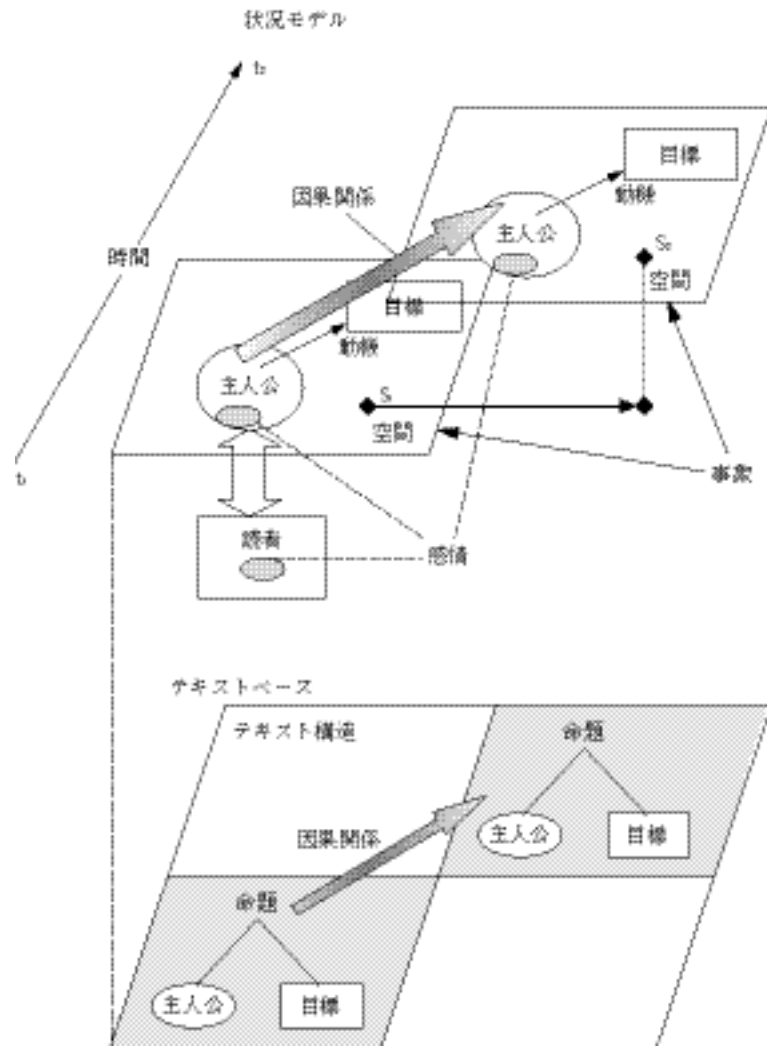 状況モデル
t₂
目標
因果関係
動機
主人公
S₂
時間
空間
目標
動機
主人公
S₁
空間
事象
t₁
読者
感情
テキストベース
テキスト構造
命題
因果関係
主人公
目標
命題
主人公
目標